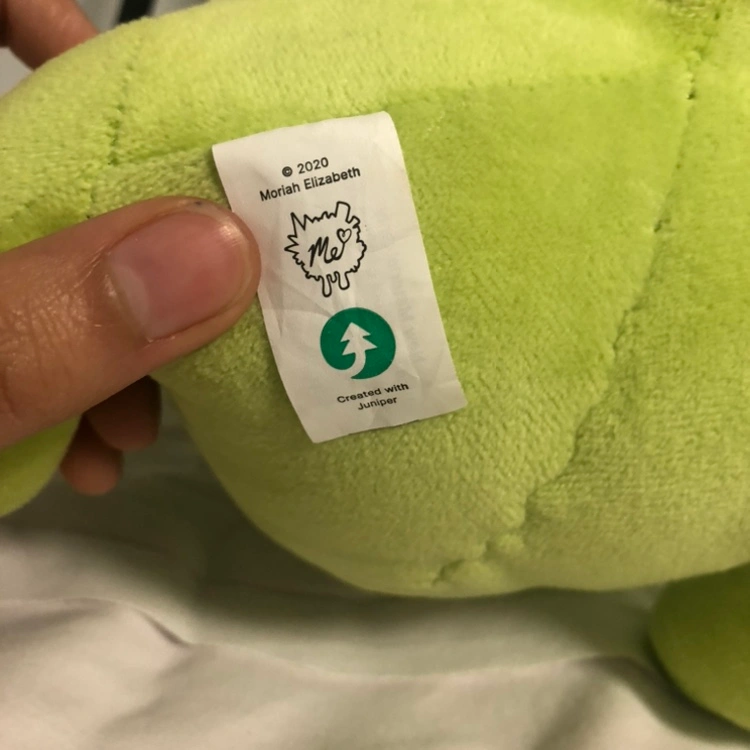 © 2020
Moriah Elizabeth
Me
Created with
Juniper